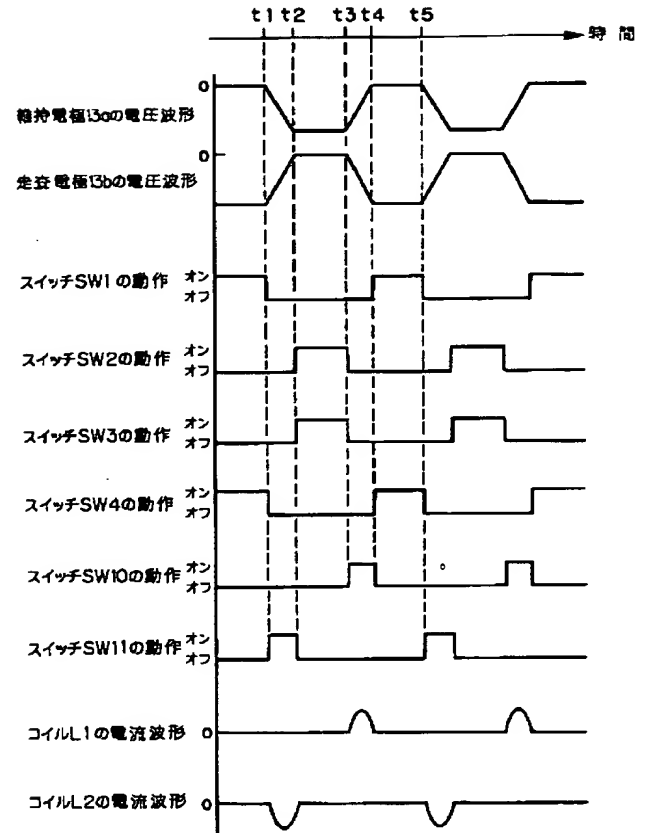 t1 t2 t3 t4 t5
時間
0
維持電極13aの電圧波形
0
走査電極13bの電圧波形
スイッチSW1の動作 オン
オフ
スイッチSW2の動作 オン
オフ
スイッチSW3の動作 オン
オフ
スイッチSW4の動作 オン
オフ
スイッチSW10の動作 オン
オフ
スイッチSW11の動作 オン
オフ
コイルL1の電流波形 0
コイルL2の電流波形 0